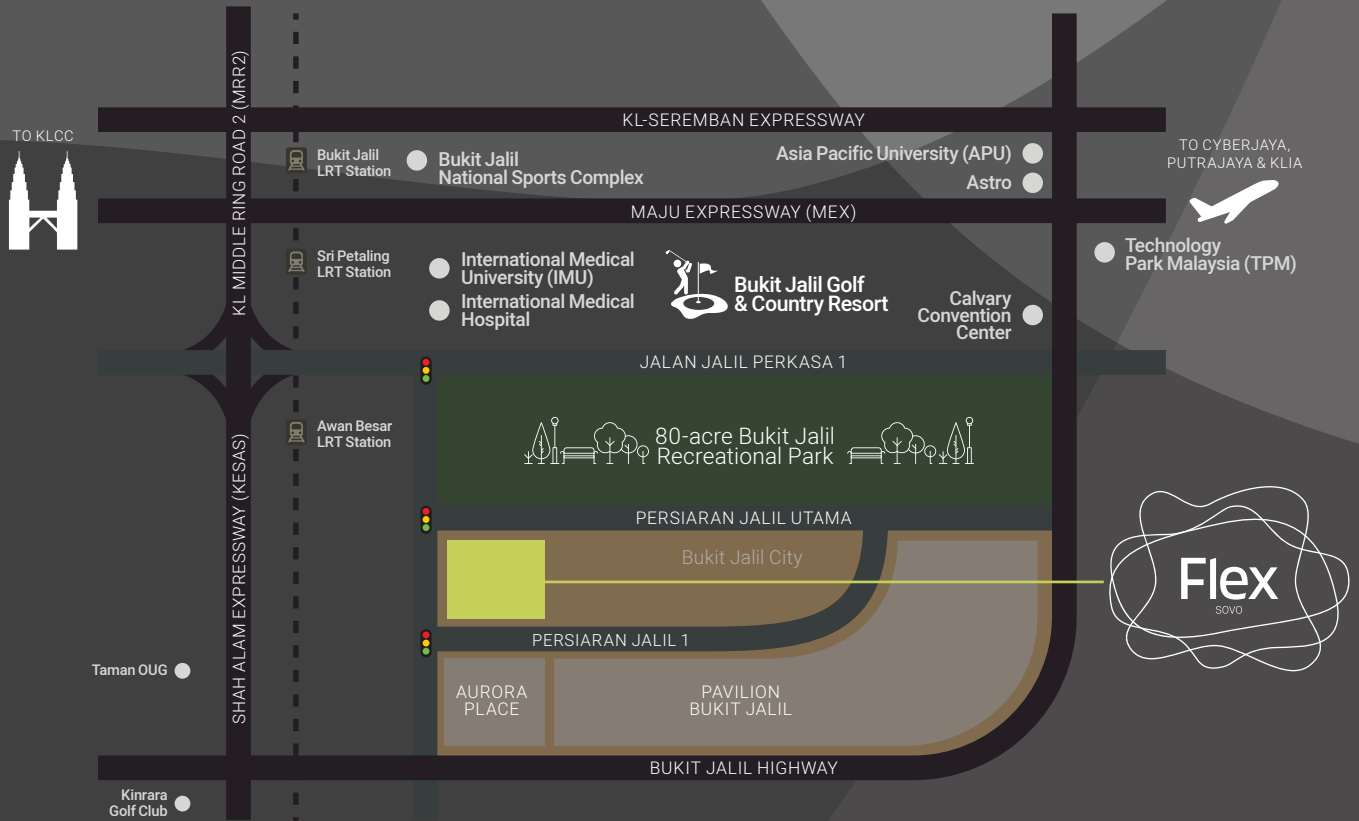 KL MIDDLE RING ROAD 2 (MRR2)
KL-SEREMBAN EXPRESSWAY
TO KLCC
Bukit Jalil
LRT Station
Bukit Jalil
National Sports Complex
Asia Pacific University (APU)
Astro
TO CYBERJAYA,
PUTRAJAYA & KLIA
MAJU EXPRESSWAY (MEX)
Sri Petaling
LRT Station
International Medical
University (IMU)
International Medical
Hospital
Bukit Jalil Golf
& Country Resort
Calvary
Convention
Center
Technology
Park Malaysia (TPM)
JALAN JALIL PERKASA 1
Awan Besar
LRT Station
80-acre Bukit Jalil
Recreational Park
SHAH ALAM EXPRESSWAY (KESAS)
PERSIARAN JALIL UTAMA
Bukit Jalil City
Flex
SOVO
PERSIARAN JALIL 1
Taman OUG
AURORA
PLACE
PAVILION
BUKIT JALIL
BUKIT JALIL HIGHWAY
Kinrara
Golf Club